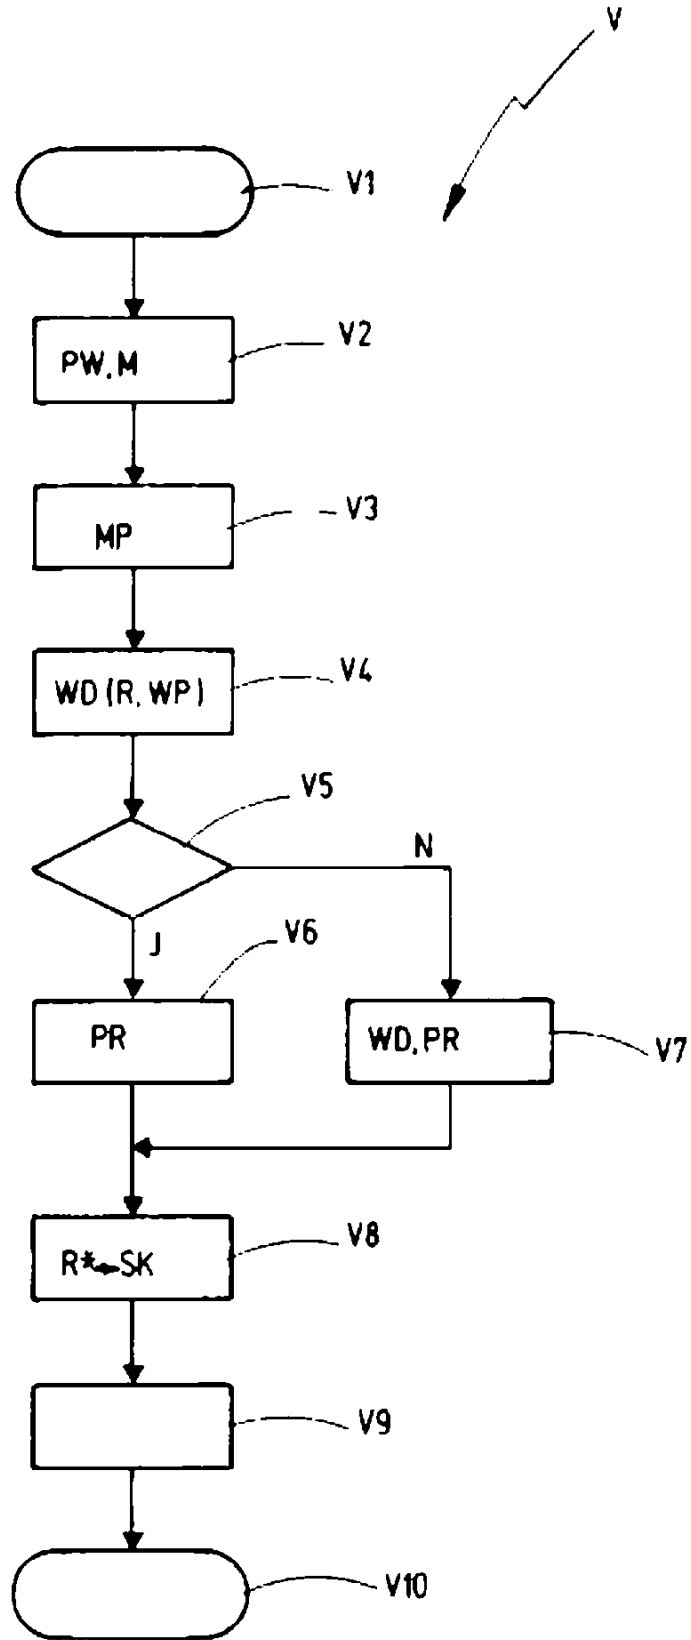 V
V1
PW, M
V2
MP
V3
WD (R, WP)
V4
V5
N
J
V6
PR
WD, PR
V7
R*→SK
V8
V9
V10